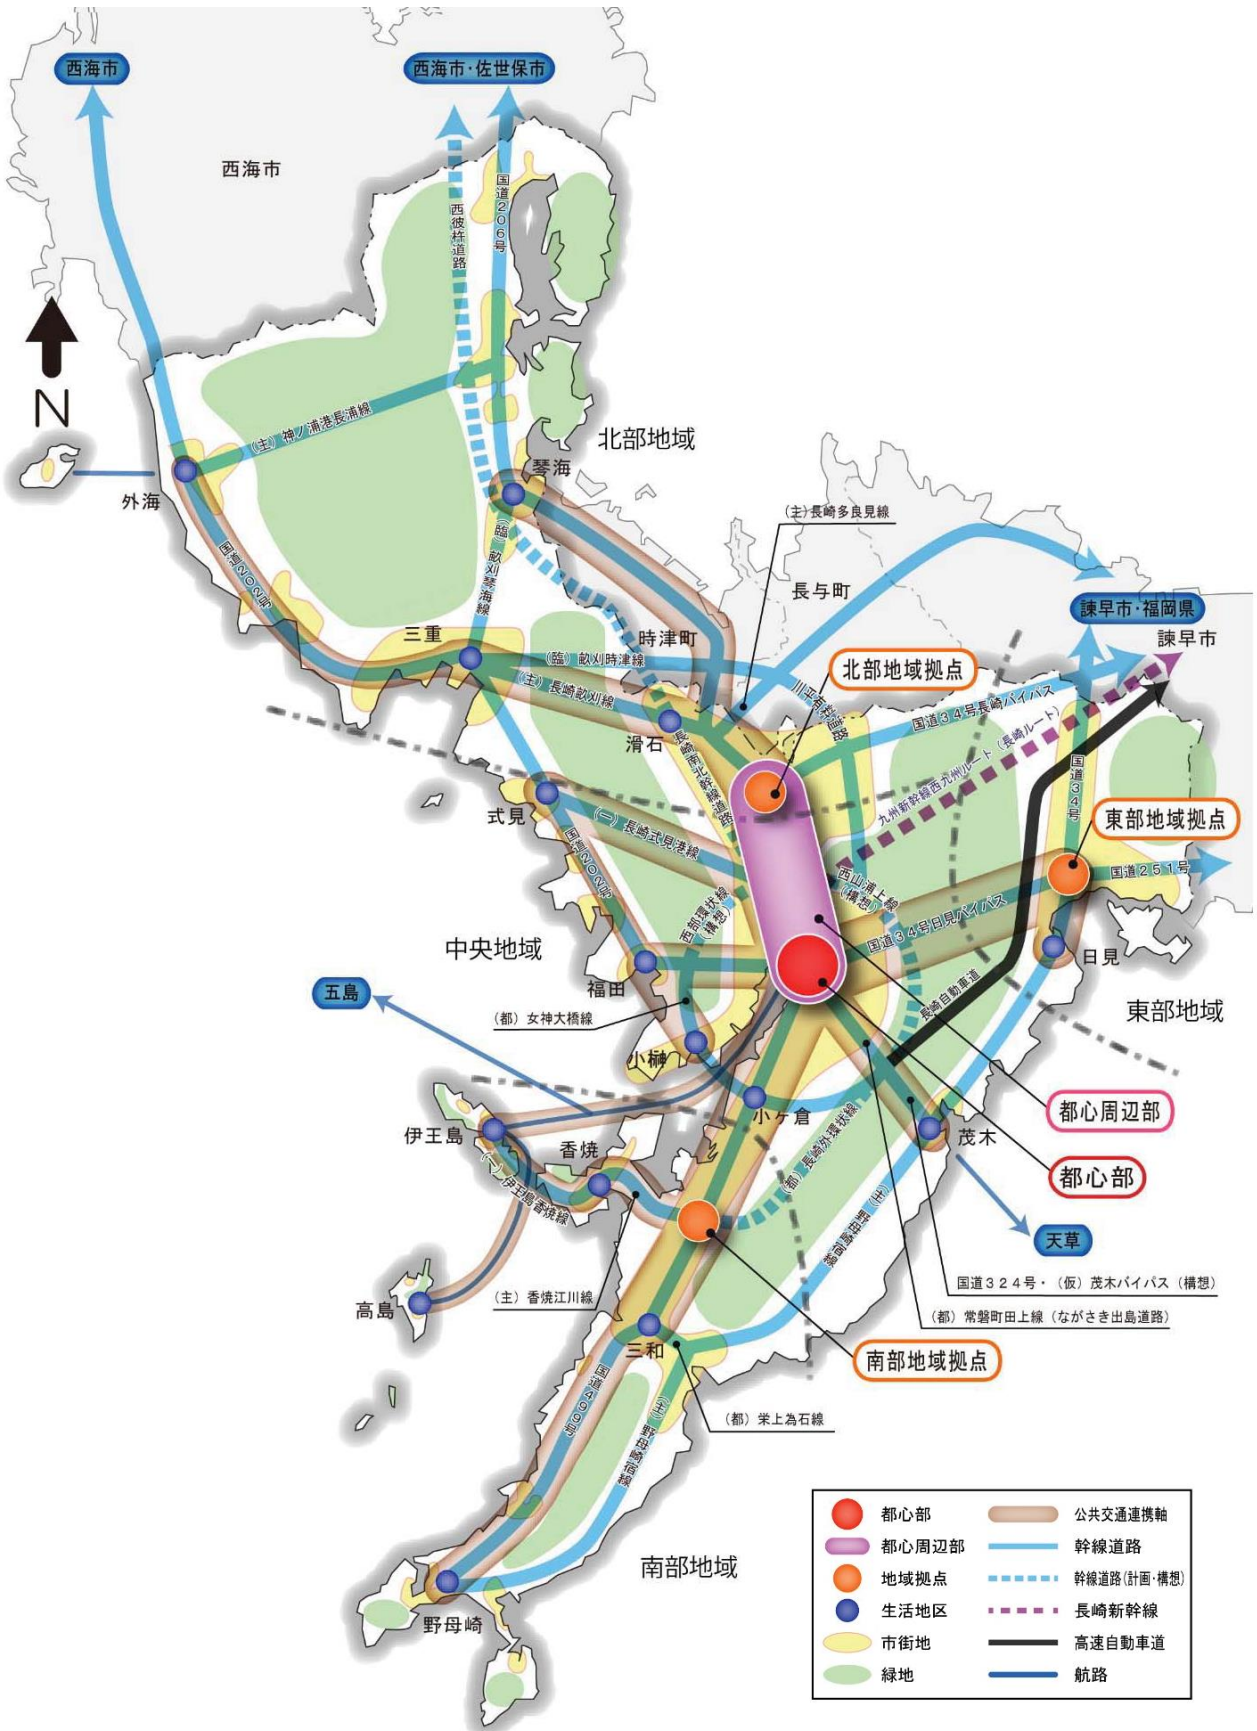 西海市
西海市・佐世保市
西海市
国道206号
西彼杵道路
N
(主)神ノ浦港長浦線
北部地域
琴海
外海
(主)長崎多良見線
(臨)畝刈琴海線
国道202号
長与町
諫早市・福岡県
諫早市
時津町
三重
(臨)畝刈時津線
北部地域拠点
(主)長崎畝刈線
川平有料道路
国道34号長崎バイパス
滑石
長崎南北幹線道路
九州新幹線西九州ルート(長崎ルート)
国道34号
東部地域拠点
式見
(一)長崎式見港線
国道202号
西山浦上線
(構想)
国道251号
西部環状線
(構想)
国道34号日見バイパス
中央地域
日見
福田
長崎自動車道
五島
東部地域
(都)女神大橋線
小榊
小ヶ倉
都心周辺部
伊王島
香焼
茂木
(都)長崎外環状線
都心部
(一)伊王島香焼線
(主)野母崎宿線
天草
国道324号・(仮)茂木バイパス(構想)
高島
(主)香焼江川線
(都)常磐町田上線(ながさき出島道路)
三和
南部地域拠点
国道499号
(都)栄上為石線
(主)野母崎宿線
南部地域
野母崎
都心部
公共交通連携軸
都心周辺部
幹線道路
地域拠点
幹線道路(計画・構想)
生活地区
長崎新幹線
市街地
高速自動車道
緑地
航路